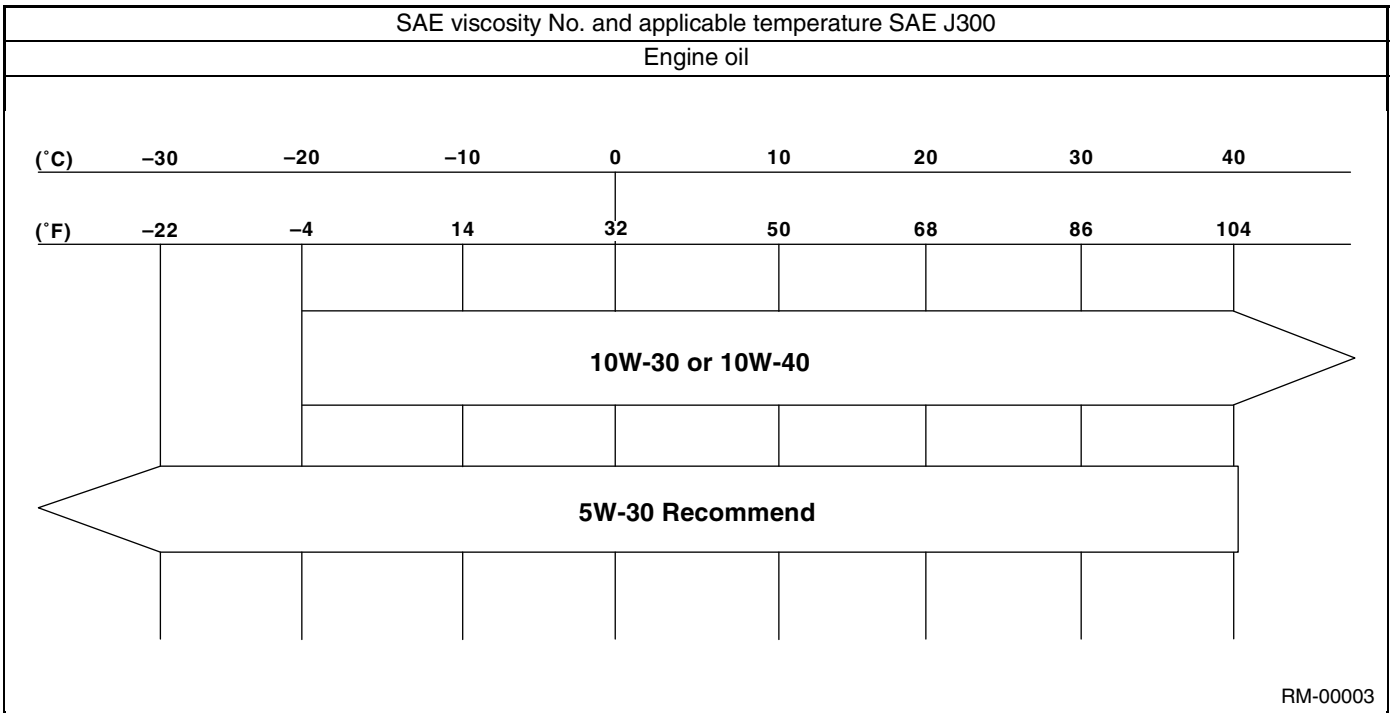 SAE viscosity No. and applicable temperature SAE J300
Engine oil
(˚C) –30 –20 –10 0 10 20 30 40
(˚F) –22 –4 14 32 50 68 86 104
10W-30 or 10W-40
5W-30 Recommend
RM-00003